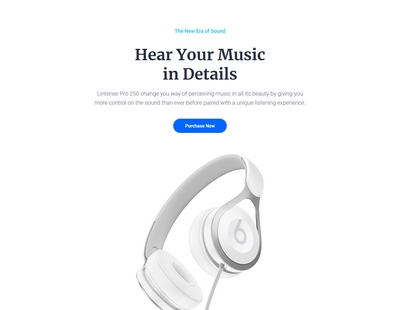 The New Era of Sound
Hear Your Music
in Details
Lintense Pro 250 change you way of perceiving music in all its beauty by giving you
more control on the sound than ever before paired with a unique listening experience.
Purchase Now